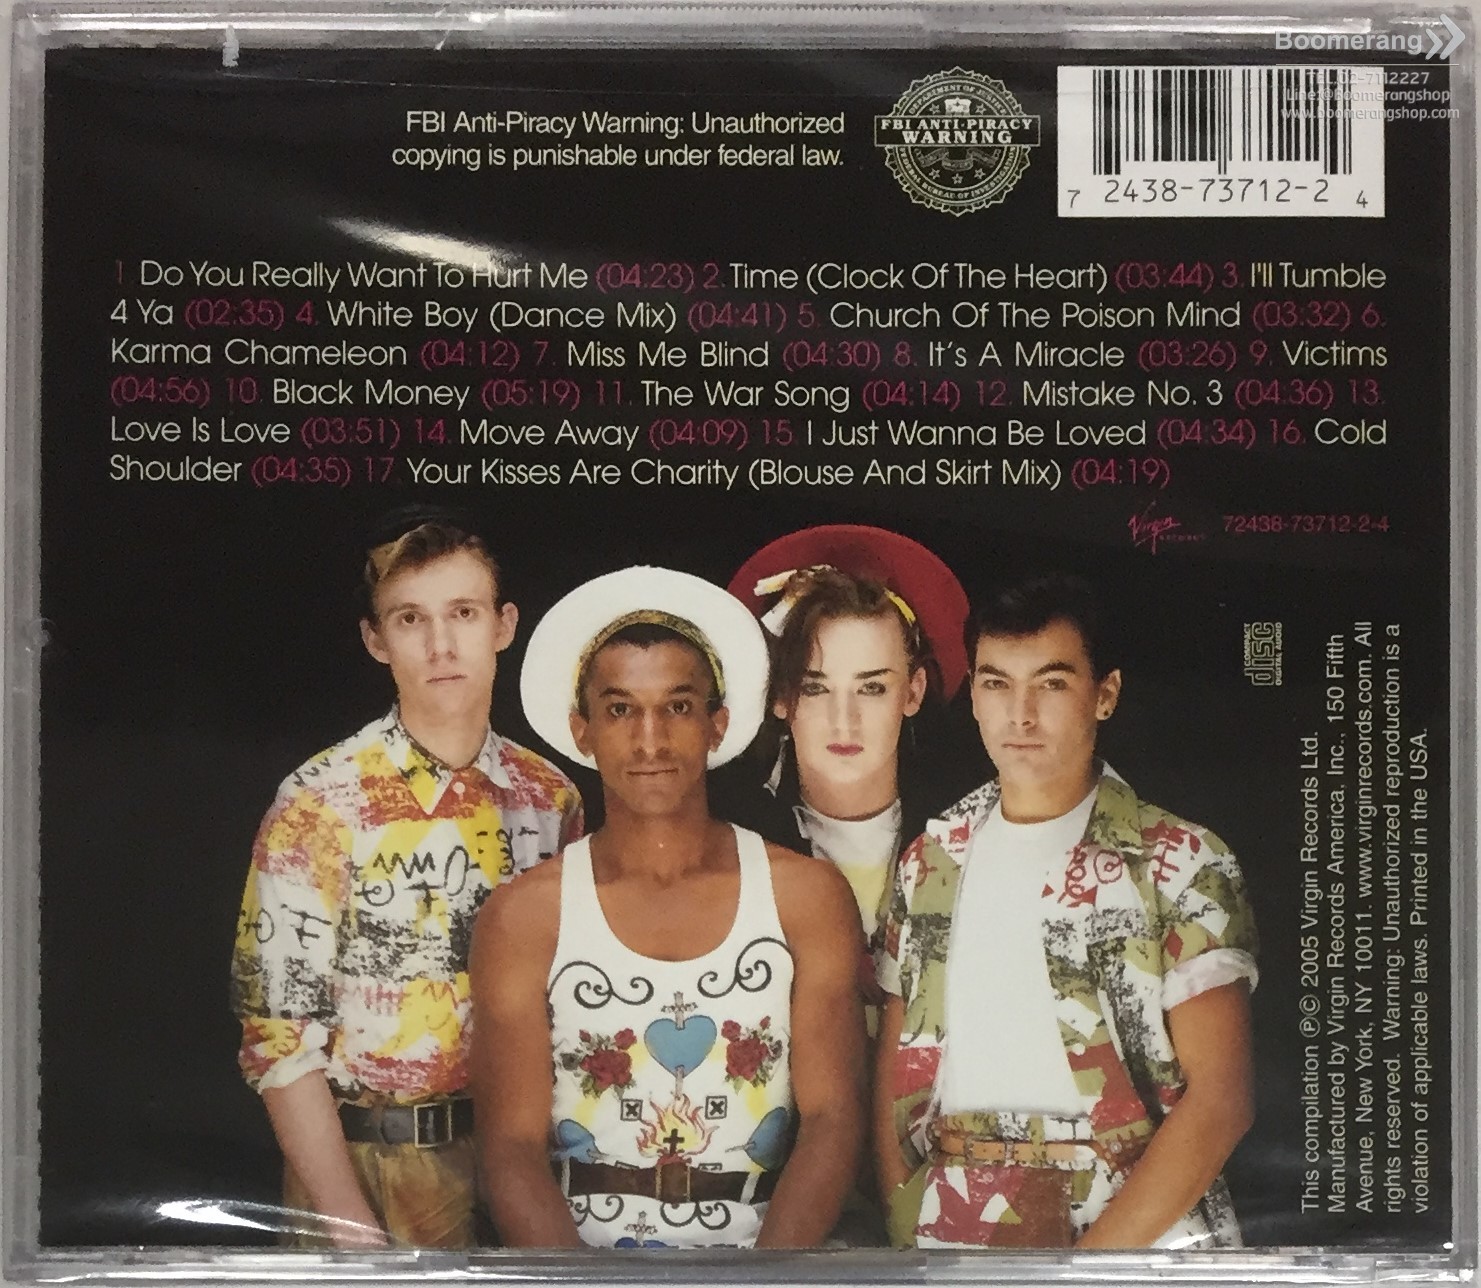 Boomerang
TEL.02-7112227
Line:@Boomerangshop
www.boomerangshop.com
FBI Anti-Piracy Warning: Unauthorized
copying is punishable under federal law.
DEPARTMENT OF JUSTICE
FBI ANTI-PIRACY
WARNING
FEDERAL BUREAU OF INVESTIGATION
7 2438-73712-2 4
1. Do You Really Want To Hurt Me (04:23) 2. Time (Clock Of The Heart) (03:44) 3. I'll Tumble
4 Ya (02:35) 4. White Boy (Dance Mix) (04:41) 5. Church Of The Poison Mind (03:32) 6.
Karma Chameleon (04:12) 7. Miss Me Blind (04:30) 8. It's A Miracle (03:26) 9. Victims
(04:56) 10. Black Money (05:19) 11. The War Song (04:14) 12. Mistake No. 3 (04:36) 13.
Love Is Love (03:51) 14. Move Away (04:09) 15. I Just Wanna Be Loved (04:34) 16. Cold
Shoulder (04:35) 17. Your Kisses Are Charity (Blouse And Skirt Mix) (04:19)
Virgin
RECORDS
72438-73712-2-4
COMPACT
disc
DIGITAL AUDIO
This compilation ℗© 2005 Virgin Records Ltd.
Manufactured by Virgin Records America, Inc., 150 Fifth
Avenue, New York, NY 10011. www.virginrecords.com. All
rights reserved. Warning: Unauthorized reproduction is a
violation of applicable laws. Printed in the USA.